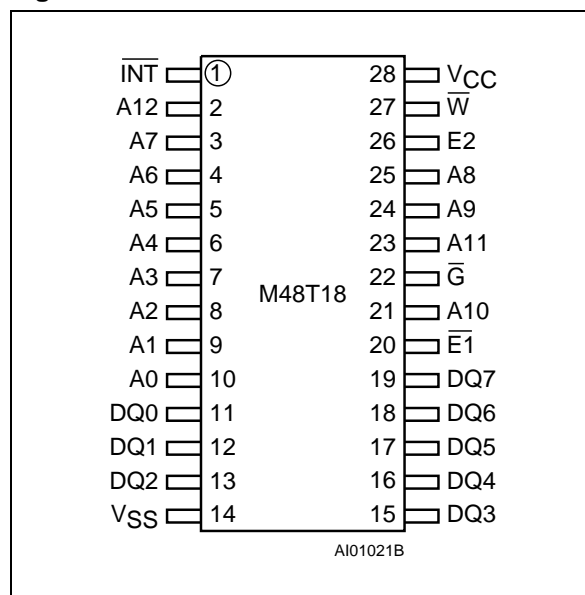 INT 1 28 VCC
A12 2 27 W
A7 3 26 E2
A6 4 25 A8
A5 5 24 A9
A4 6 23 A11
A3 7 22 G
M48T18
A2 8 21 A10
A1 9 20 E1
A0 10 19 DQ7
DQ0 11 18 DQ6
DQ1 12 17 DQ5
DQ2 13 16 DQ4
VSS 14 15 DQ3
AI01021B